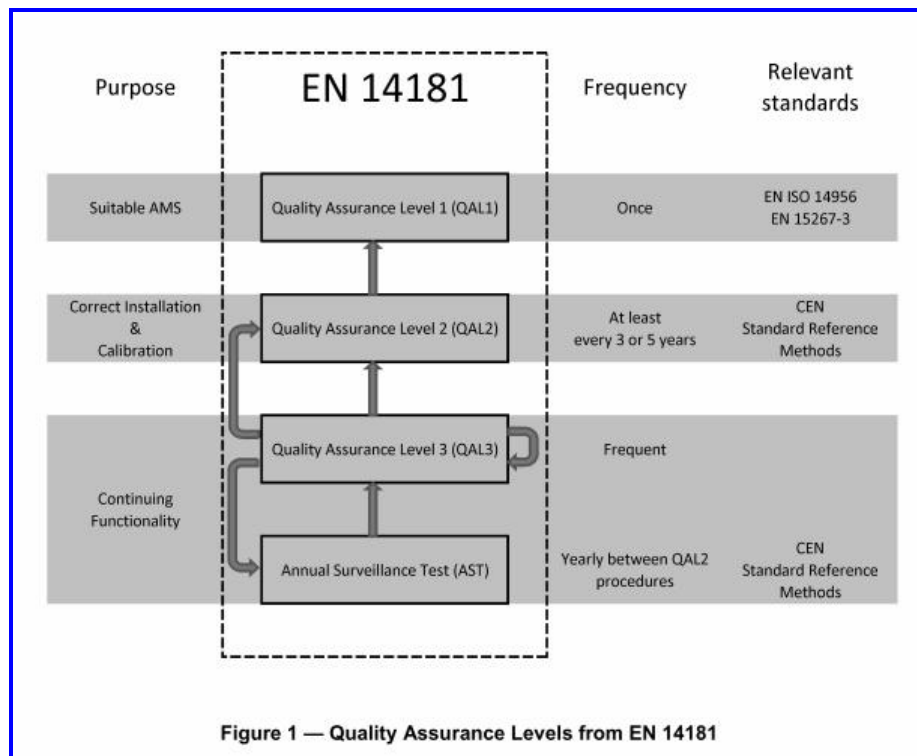 Purpose
EN 14181
Frequency
Relevant
standards
Suitable AMS
Quality Assurance Level 1 (QAL1)
Once
EN ISO 14956
EN 15267-3
Correct Installation
&
Calibration
Quality Assurance Level 2 (QAL2)
At least
every 3 or 5 years
CEN
Standard Reference
Methods
Continuing
Functionality
Quality Assurance Level 3 (QAL3)
Frequent
Annual Surveillance Test (AST)
Yearly between QAL2
procedures
CEN
Standard Reference
Methods
Figure 1 — Quality Assurance Levels from EN 14181